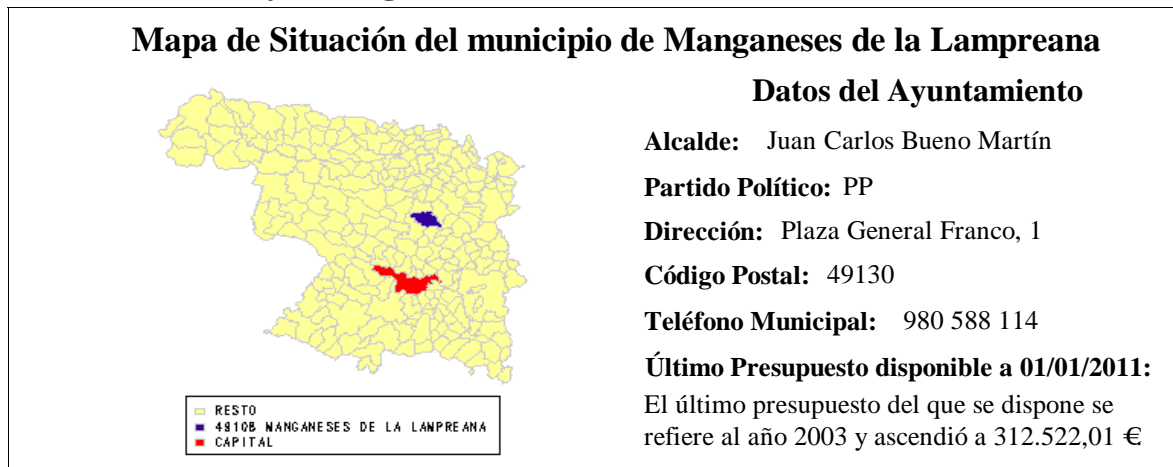 Mapa de Situación del municipio de Manganeses de la Lampreana
Datos del Ayuntamiento
Alcalde: Juan Carlos Bueno Martín
Partido Político: PP
Dirección: Plaza General Franco, 1
Código Postal: 49130
Teléfono Municipal: 980 588 114
Último Presupuesto disponible a 01/01/2011:
El último presupuesto del que se dispone se
refiere al año 2003 y ascendió a 312.522,01 €
RESTO
49108 MANGANESES DE LA LAMPREANA
CAPITAL